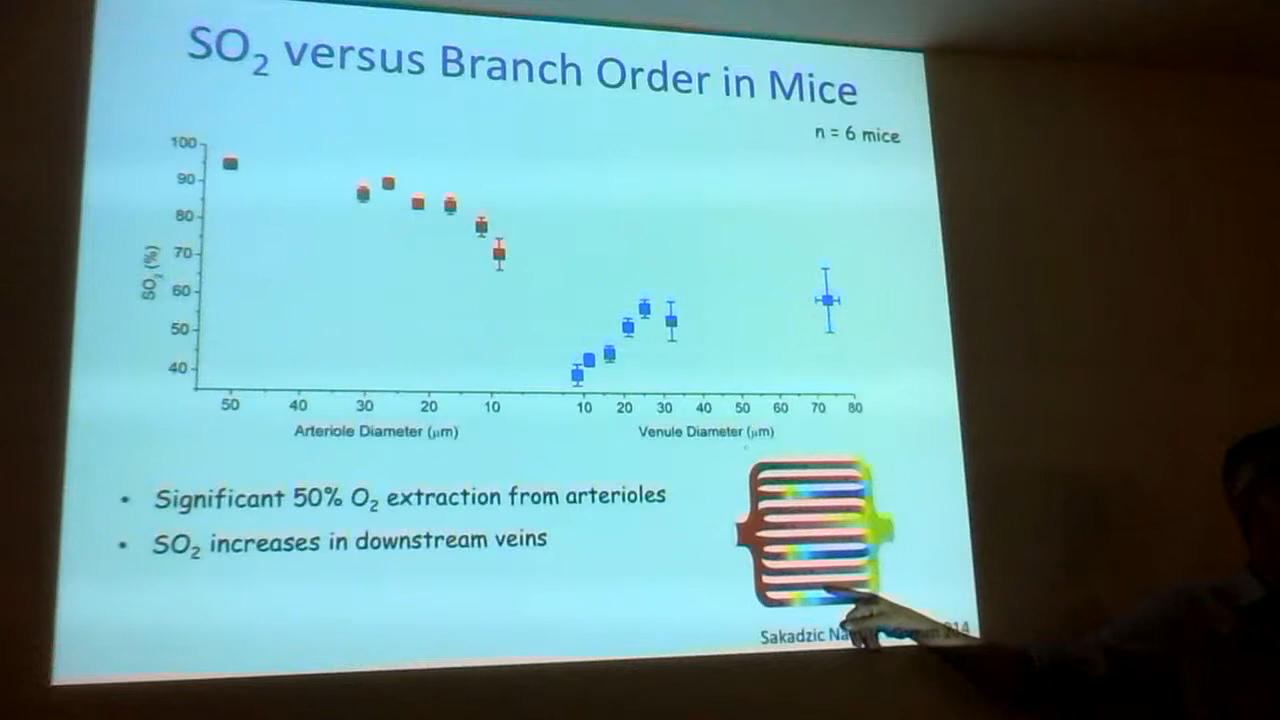 SO₂ versus Branch Order in Mice
n = 6 mice
100
90
80
70
60
50
40
SO₂ (%)
50 40 30 20 10 10 20 30 40 50 60 70 80
Arteriole Diameter (μm) Venule Diameter (μm)
• Significant 50% O₂ extraction from arterioles
• SO₂ increases in downstream veins
Sakadzic